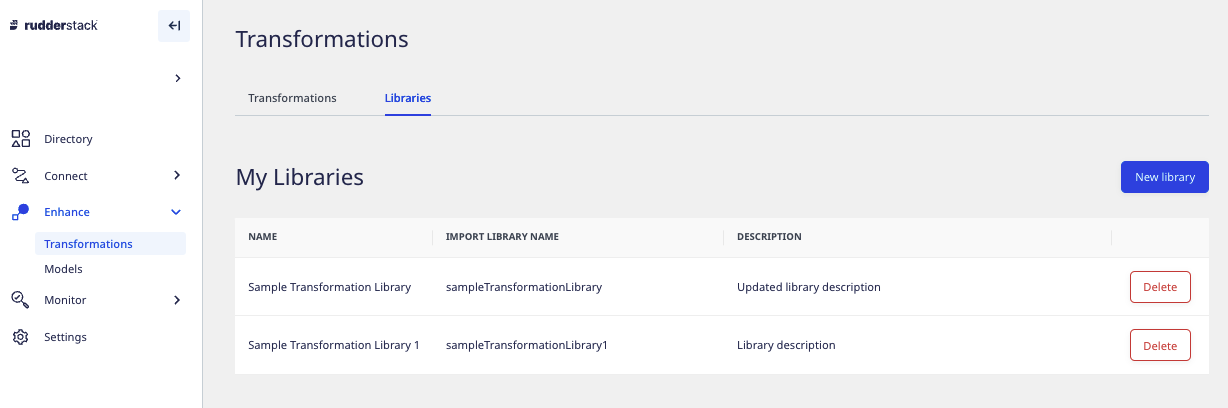 rudderstack
Directory
Connect
Enhance
Transformations
Models
Monitor
Settings
Transformations
Transformations Libraries
My Libraries
New library
NAME IMPORT LIBRARY NAME DESCRIPTION
Sample Transformation Library sampleTransformationLibrary Updated library description Delete
Sample Transformation Library 1 sampleTransformationLibrary1 Library description Delete